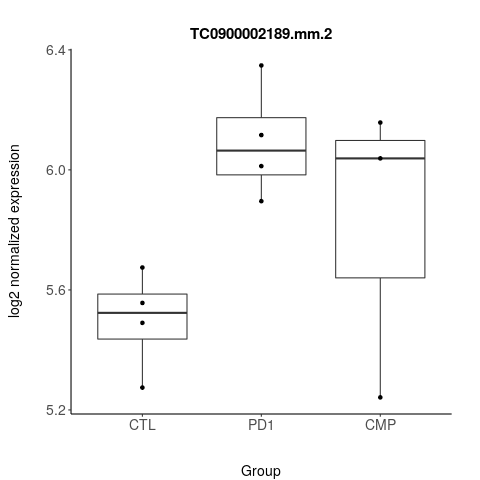 TC0900002189.mm.2
log2 normalized expression
6.4
6.0
5.6
5.2
CTL PD1 CMP
Group